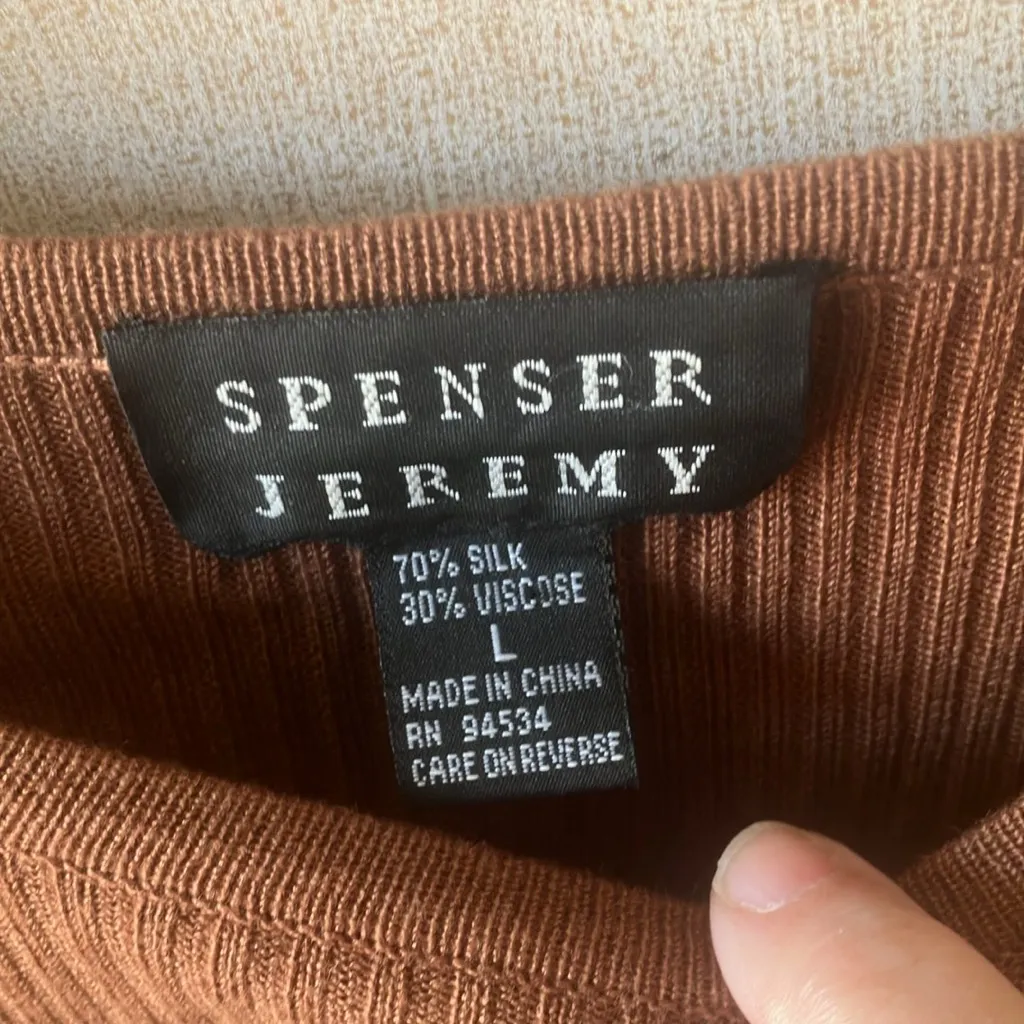 SPENSER
JEREMY
70% SILK
30% VISCOSE
L
MADE IN CHINA
RN 94534
CARE ON REVERSE